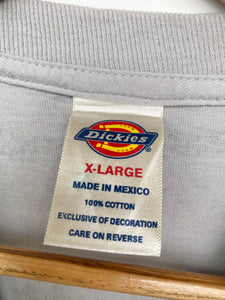 Dickies
X-LARGE
MADE IN MEXICO
100% COTTON
EXCLUSIVE OF DECORATION
CARE ON REVERSE